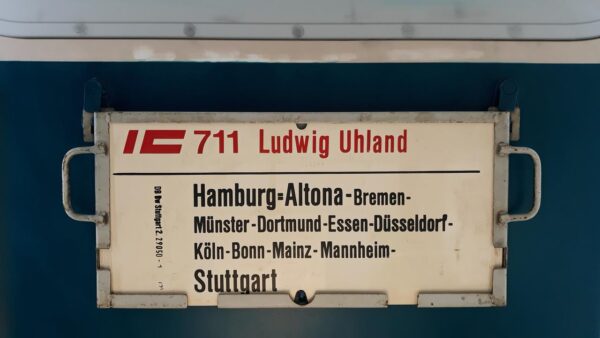 IC 711 Ludwig Uhland
Hamburg=Altona-Bremen-
Münster-Dortmund-Essen-Düsseldorf-
Köln-Bonn-Mainz-Mannheim-
Stuttgart